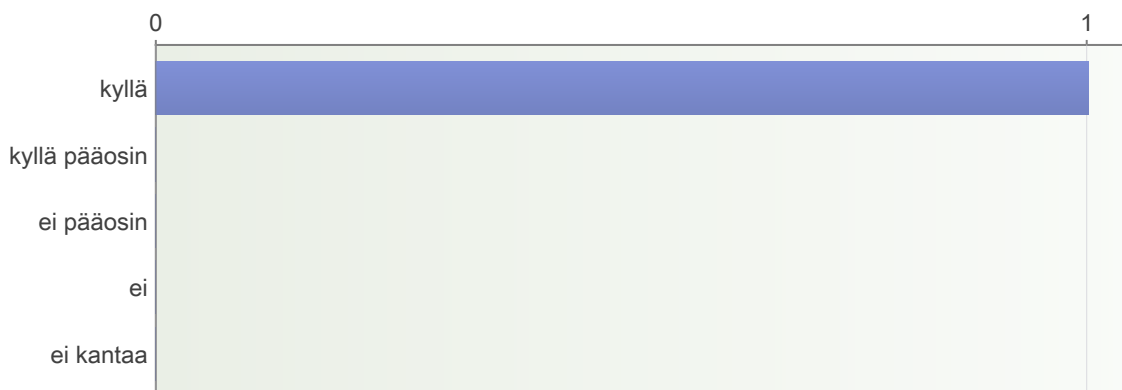 0 1
kyllä
kyllä pääosin
ei pääosin
ei
ei kantaa